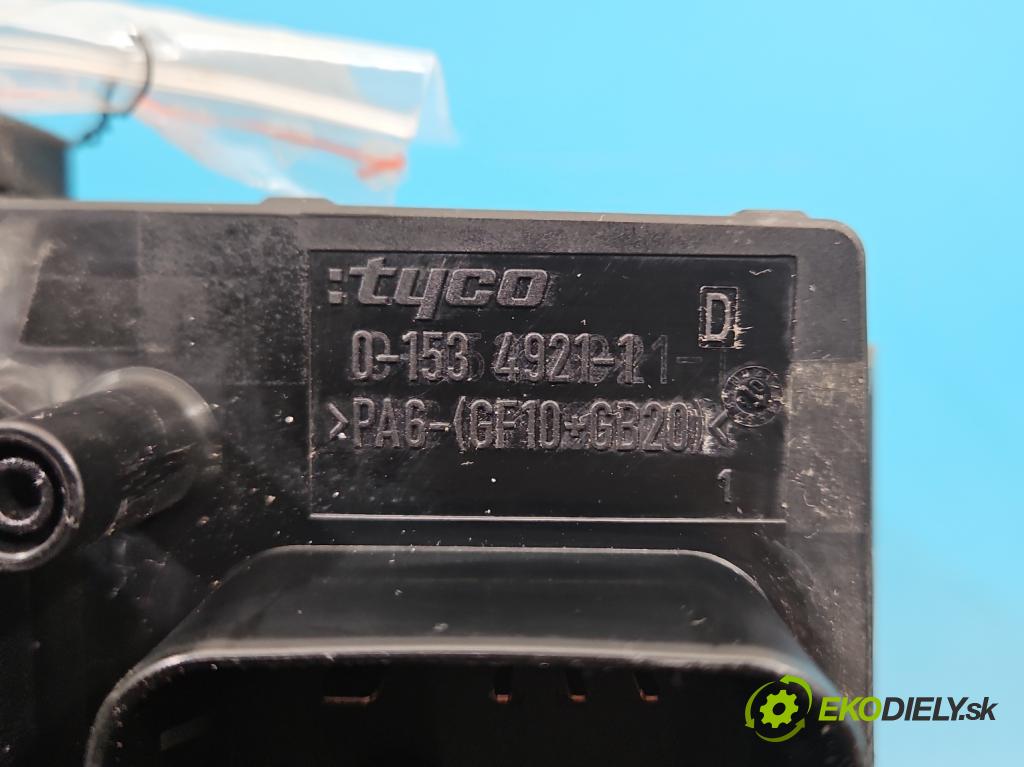 :tyco
D
0-153 4921-1
>PA6-(GF10+GB20)<
1
EKODIELY.sk